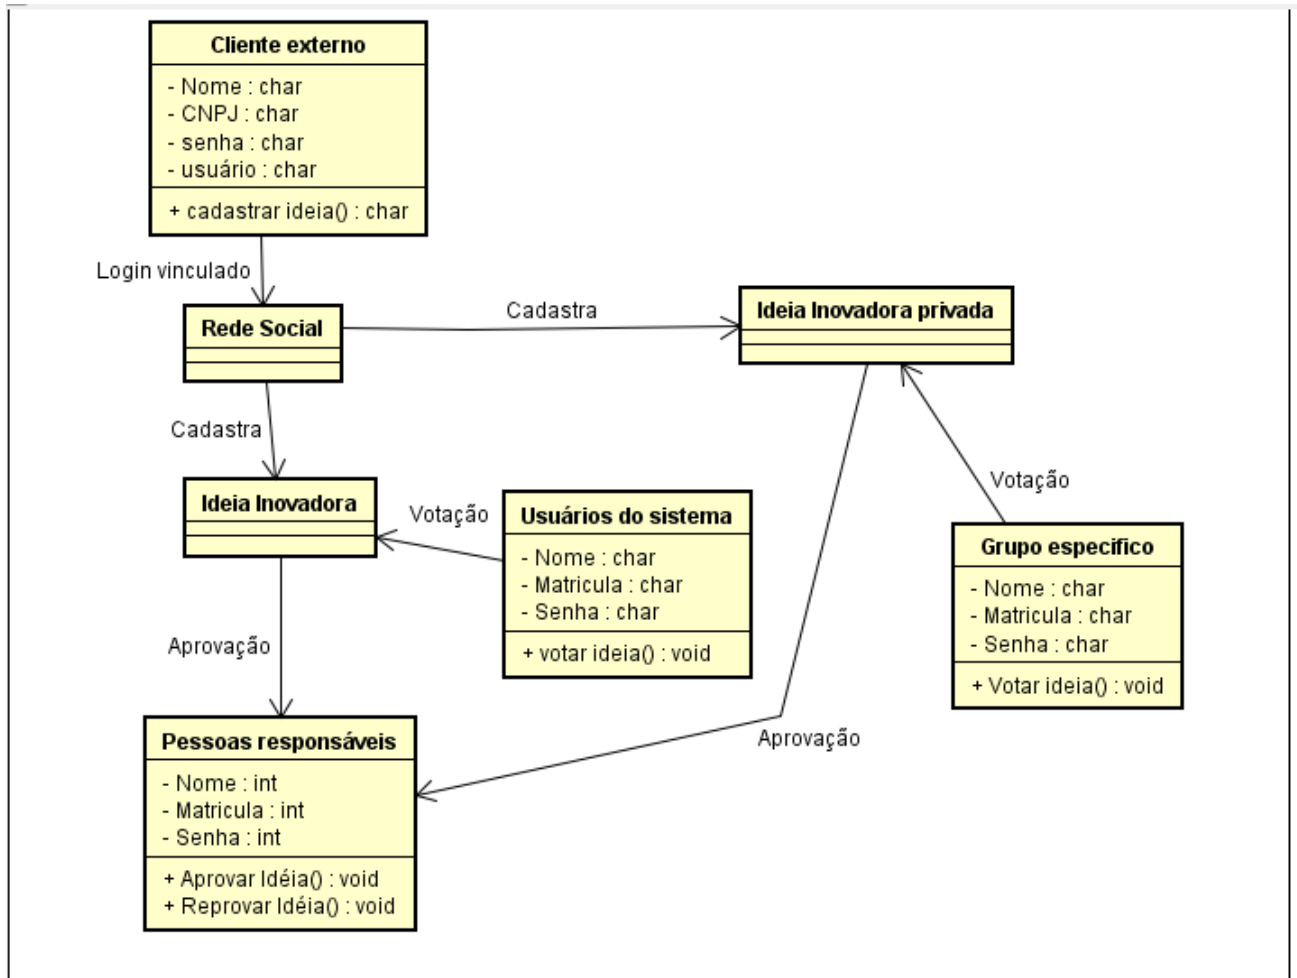 Cliente externo
- Nome : char
- CNPJ : char
- senha : char
- usuário : char
+ cadastrar ideia() : char
Login vinculado
Rede Social
Cadastra
Ideia Inovadora privada
Cadastra
Ideia Inovadora
Votação
Usuários do sistema
- Nome : char
- Matricula : char
- Senha : char
+ votar ideia() : void
Votação
Grupo especifico
- Nome : char
- Matricula : char
- Senha : char
+ Votar ideia() : void
Aprovação
Aprovação
Pessoas responsáveis
- Nome : int
- Matricula : int
- Senha : int
+ Aprovar Idéia() : void
+ Reprovar Idéia() : void